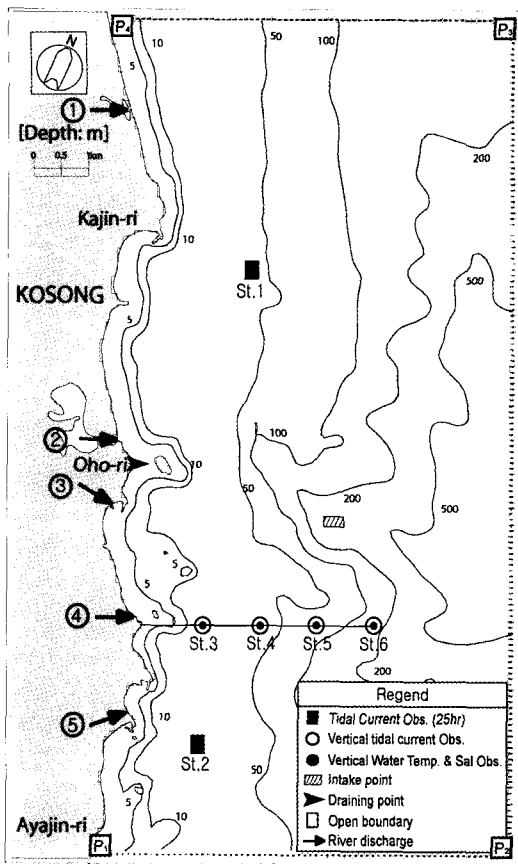 P4
10
50
100
P3
N
5
①
[Depth: m]
0 0.5 1km
200
Kajin-ri
10
500
KOSONG
St.1
5
②
100
Oho-ri
10
200
③
50
500
5
5
④
St.3
St.4
St.5
St.6
200
⑤
10
St.2
50
5
10
Ayajin-ri
P1
P2
Regend
Tidal Current Obs. (25hr)
Vertical tidal current Obs.
Vertical Water Temp. & Sal Obs.
Intake point
Draining point
Open boundary
River discharge